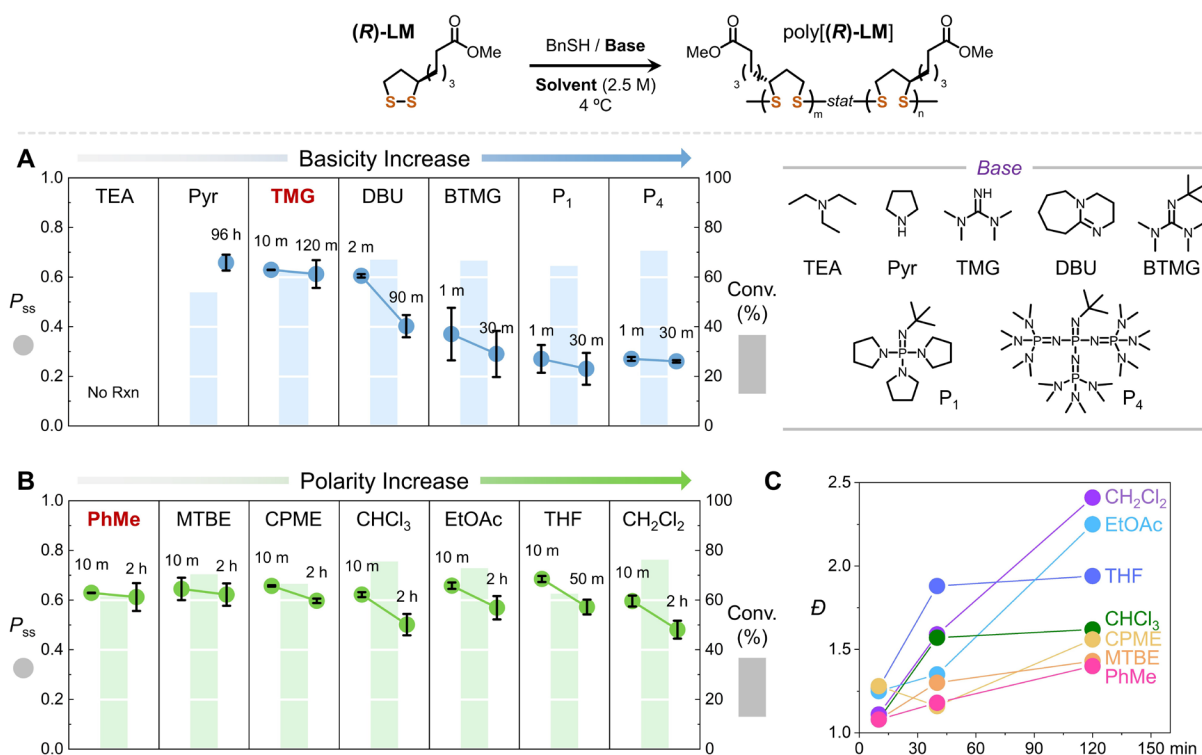 (R)-LM
O
OMe
3
S-S
BnSH / Base
Solvent (2.5 M)
4 ºC
poly[(R)-LM]
O
MeO
3
S S
m
stat
S S
n
O
OMe
3
A
Basicity Increase
TEA Pyr TMG DBU BTMG P1 P4
96 h 10 m 120 m 2 m 90 m 1 m 30 m 1 m 30 m 1 m 30 m
No Rxn
1.0
0.8
0.6
0.4
0.2
0.0
Pss
100
80
60
40
20
0
Conv.
(%)
Base
TEA Pyr TMG DBU BTMG
P1 P4
B
Polarity Increase
PhMe MTBE CPME CHCl3 EtOAc THF CH2Cl2
10 m 2 h 10 m 2 h 10 m 2 h 10 m 2 h 10 m 2 h 10 m 50 m 10 m 2 h
1.0
0.8
0.6
0.4
0.2
0.0
Pss
100
80
60
40
20
0
Conv.
(%)
C
Đ
2.5
2.0
1.5
1.0
0 30 60 90 120 150 min
CH2Cl2
EtOAc
THF
CHCl3
CPME
MTBE
PhMe